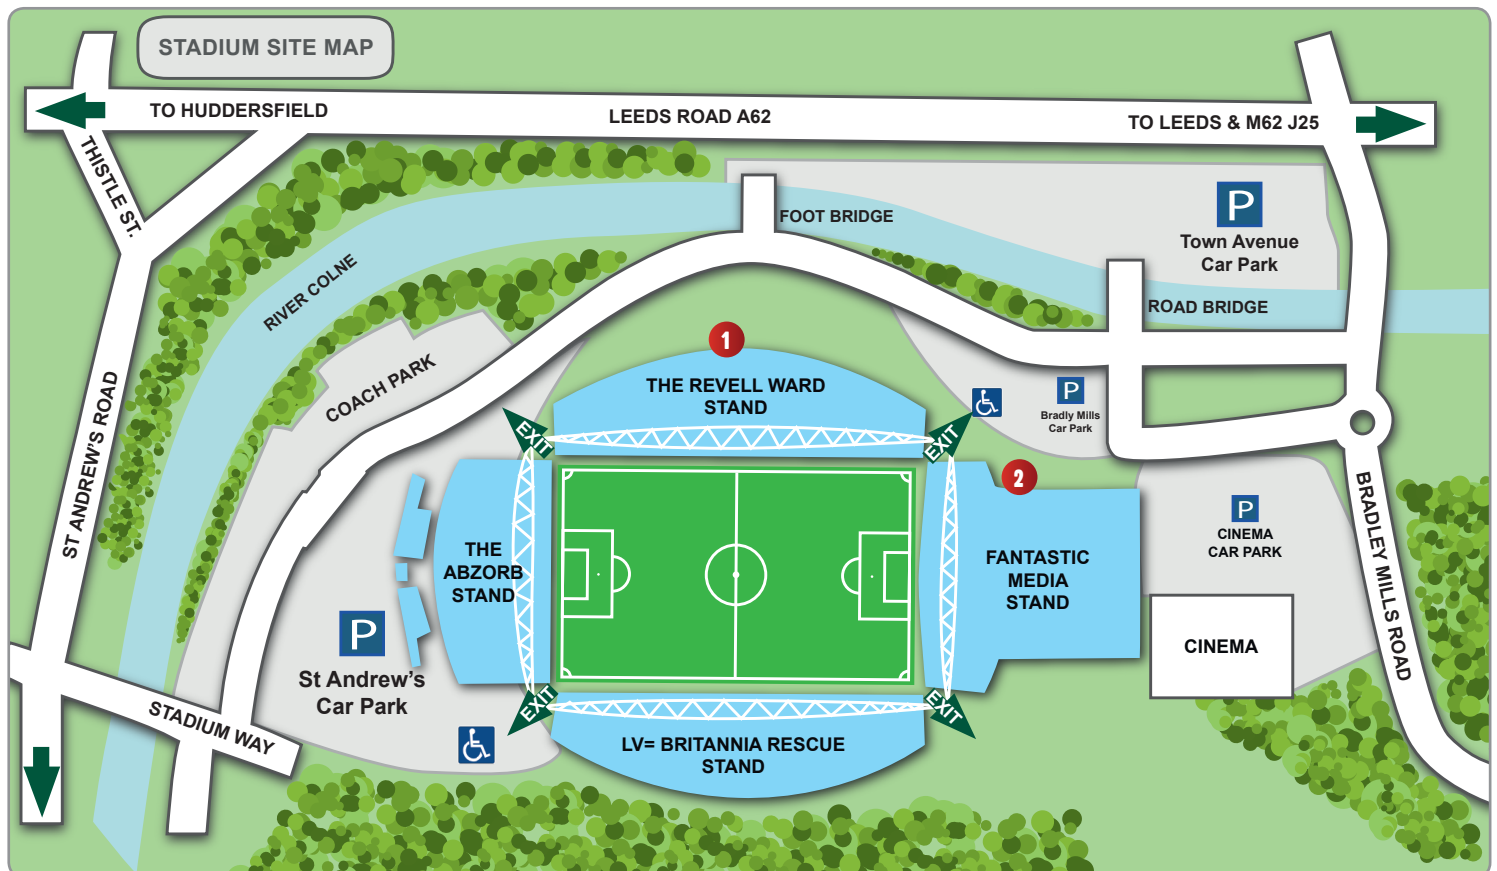 STADIUM SITE MAP
TO HUDDERSFIELD
LEEDS ROAD A62
TO LEEDS & M62 J25
THISTLE ST.
P
Town Avenue
Car Park
FOOT BRIDGE
RIVER COLNE
ROAD BRIDGE
1
THE REVELL WARD
STAND
COACH PARK
P
Bradly Mills
Car Park
EXIT
EXIT
ST ANDREW'S ROAD
2
P
CINEMA
CAR PARK
BRADLEY MILLS ROAD
THE
ABZORB
STAND
FANTASTIC
MEDIA
STAND
P
St Andrew's
Car Park
CINEMA
EXIT
EXIT
STADIUM WAY
LV= BRITANNIA RESCUE
STAND